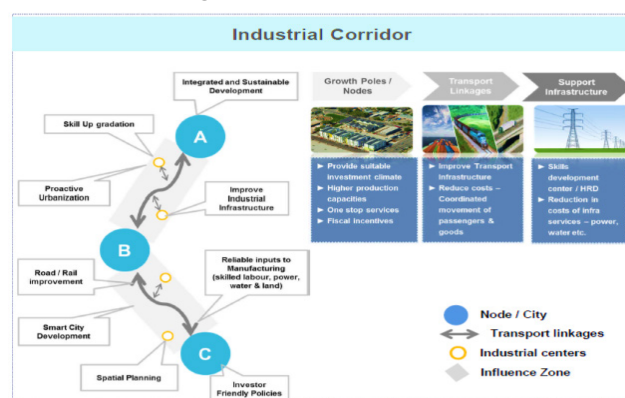 Industrial Corridor
Integrated and Sustainable
Development
Skill Up gradation
A
Proactive
Urbanization
Improve
Industrial
Infrastructure
B
Road / Rail
improvement
Reliable inputs to
Manufacturing
(skilled labour, power,
water & land)
Smart City
Development
C
Spatial Planning
Investor
Friendly Policies
Growth Poles /
Nodes
► Provide suitable
investment climate
► Higher production
capacities
► One stop services
► Fiscal incentives
Transport
Linkages
► Improve Transport
Infrastructure
► Reduce costs –
Coordinated
movement of
passengers &
goods
Support
Infrastructure
► Skills
development
center / HRD
► Reduction in
costs of infra
services – power,
water etc.
Node / City
Transport linkages
Industrial centers
Influence Zone